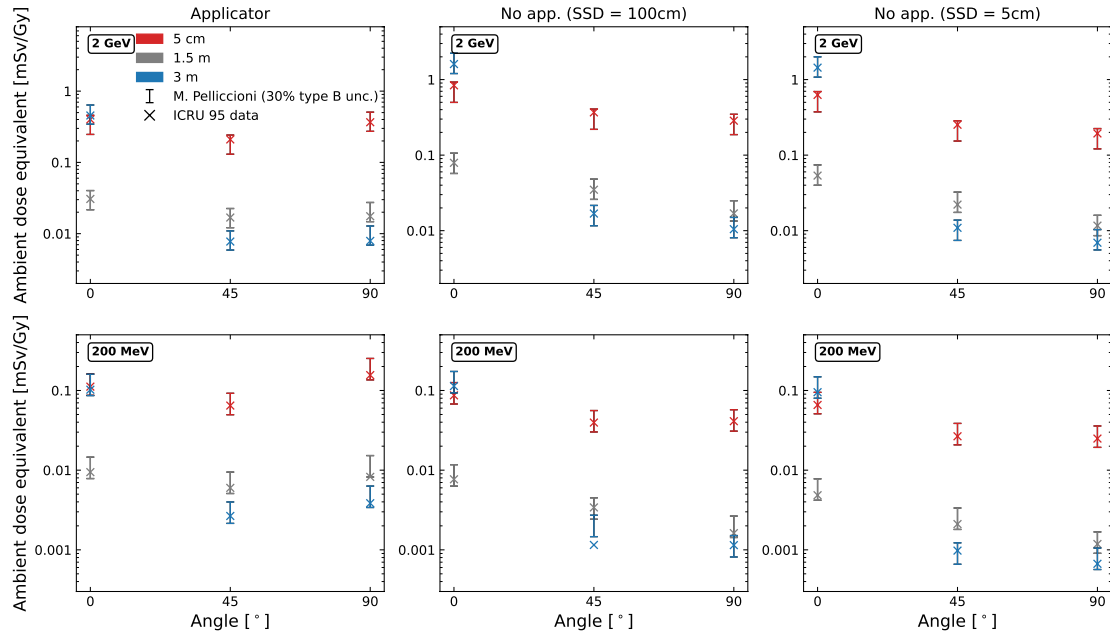 Applicator
No app. (SSD = 100cm)
No app. (SSD = 5cm)
Ambient dose equivalent [mSv/Gy]
2 GeV
5 cm
1.5 m
3 m
M. Pelliccioni (30% type B unc.)
ICRU 95 data
1
0.1
0.01
0
45
90
2 GeV
1
0.1
0.01
0
45
90
2 GeV
1
0.1
0.01
0
45
90
Ambient dose equivalent [mSv/Gy]
200 MeV
0.1
0.01
0.001
0
45
90
Angle [°]
200 MeV
0.1
0.01
0.001
0
45
90
Angle [°]
200 MeV
0.1
0.01
0.001
0
45
90
Angle [°]